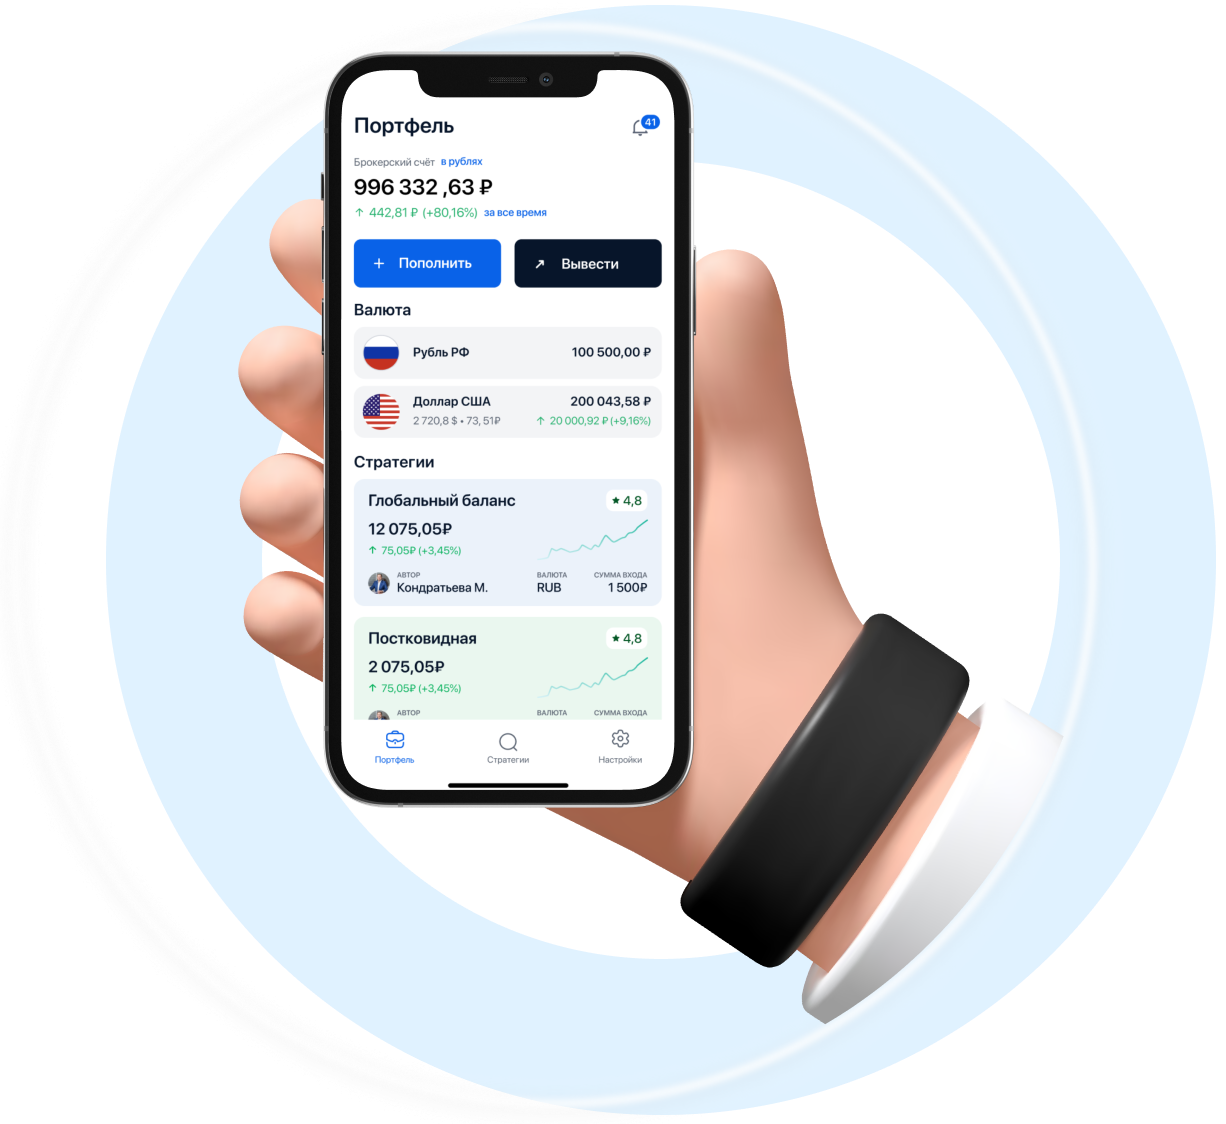 Портфель
41
Брокерский счёт в рублях
996 332 ,63 ₽
↑ 442,81 ₽ (+80,16%) за все время
+ Пополнить
↗ Вывести
Валюта
Рубль РФ 100 500,00 ₽
Доллар США 200 043,58 ₽
2 720,8 $ • 73, 51₽ ↑ 20 000,92 ₽ (+9,16%)
Стратегии
Глобальный баланс ★ 4,8
12 075,05₽
↑ 75,05₽ (+3,45%)
АВТОР ВАЛЮТА СУММА ВХОДА
Кондратьева М. RUB 1 500₽
Постковидная ★ 4,8
2 075,05₽
↑ 75,05₽ (+3,45%)
АВТОР ВАЛЮТА СУММА ВХОДА
Портфель Стратегии Настройки